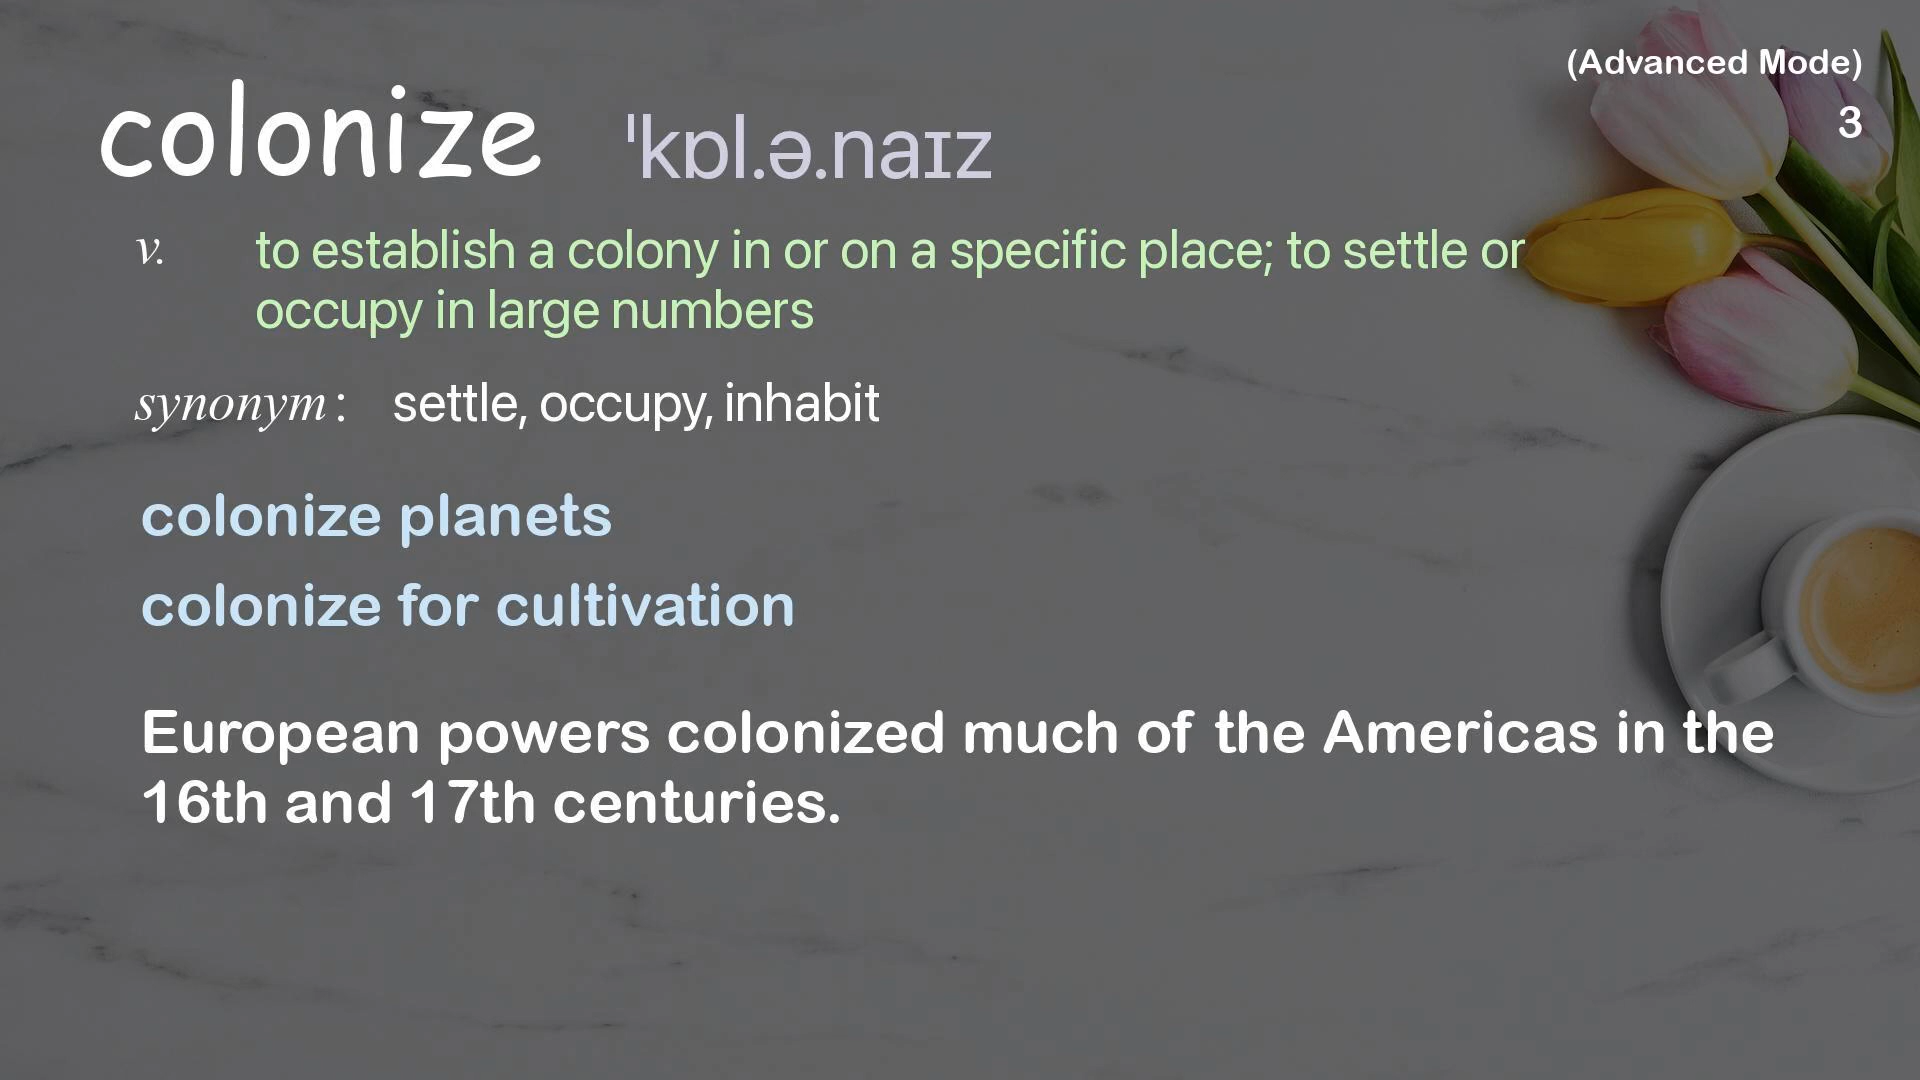 (Advanced Mode)
3
colonize ˈkɒl.ə.naɪz
v. to establish a colony in or on a specific place; to settle or
occupy in large numbers
synonym: settle, occupy, inhabit
colonize planets
colonize for cultivation
European powers colonized much of the Americas in the
16th and 17th centuries.